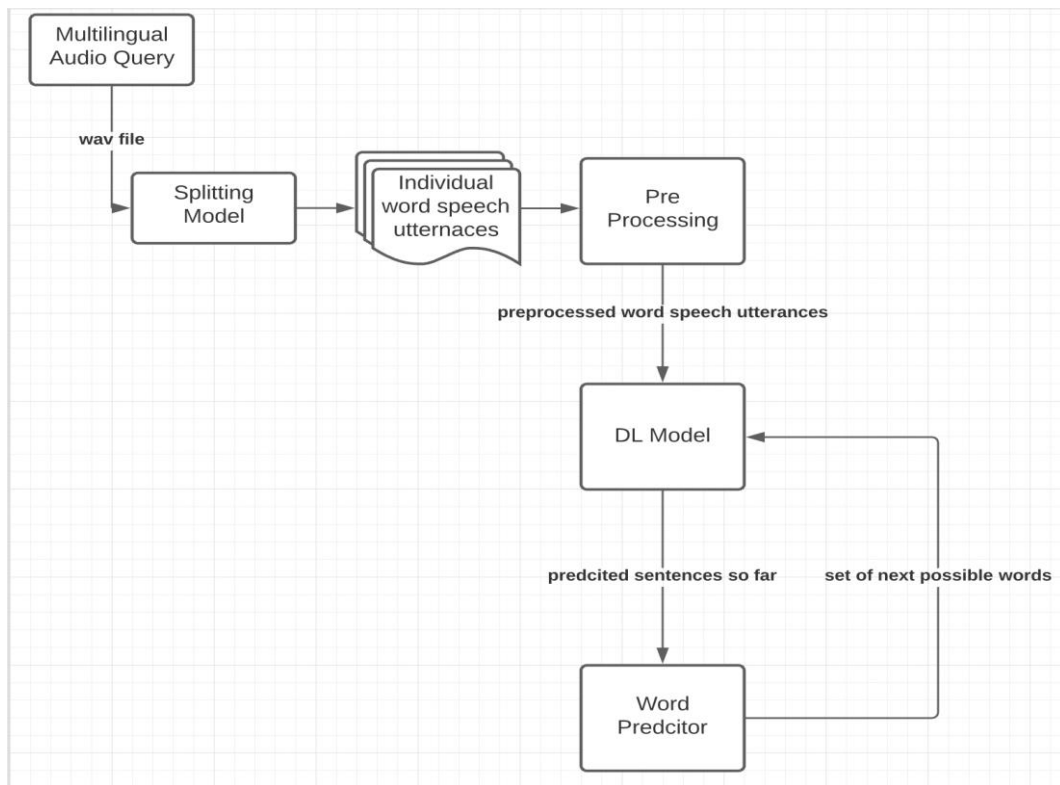 Multilingual
Audio Query
wav file
Splitting
Model
Individual
word speech
utternaces
Pre
Processing
preprocessed word speech utterances
DL Model
predcited sentences so far
set of next possible words
Word
Predcitor